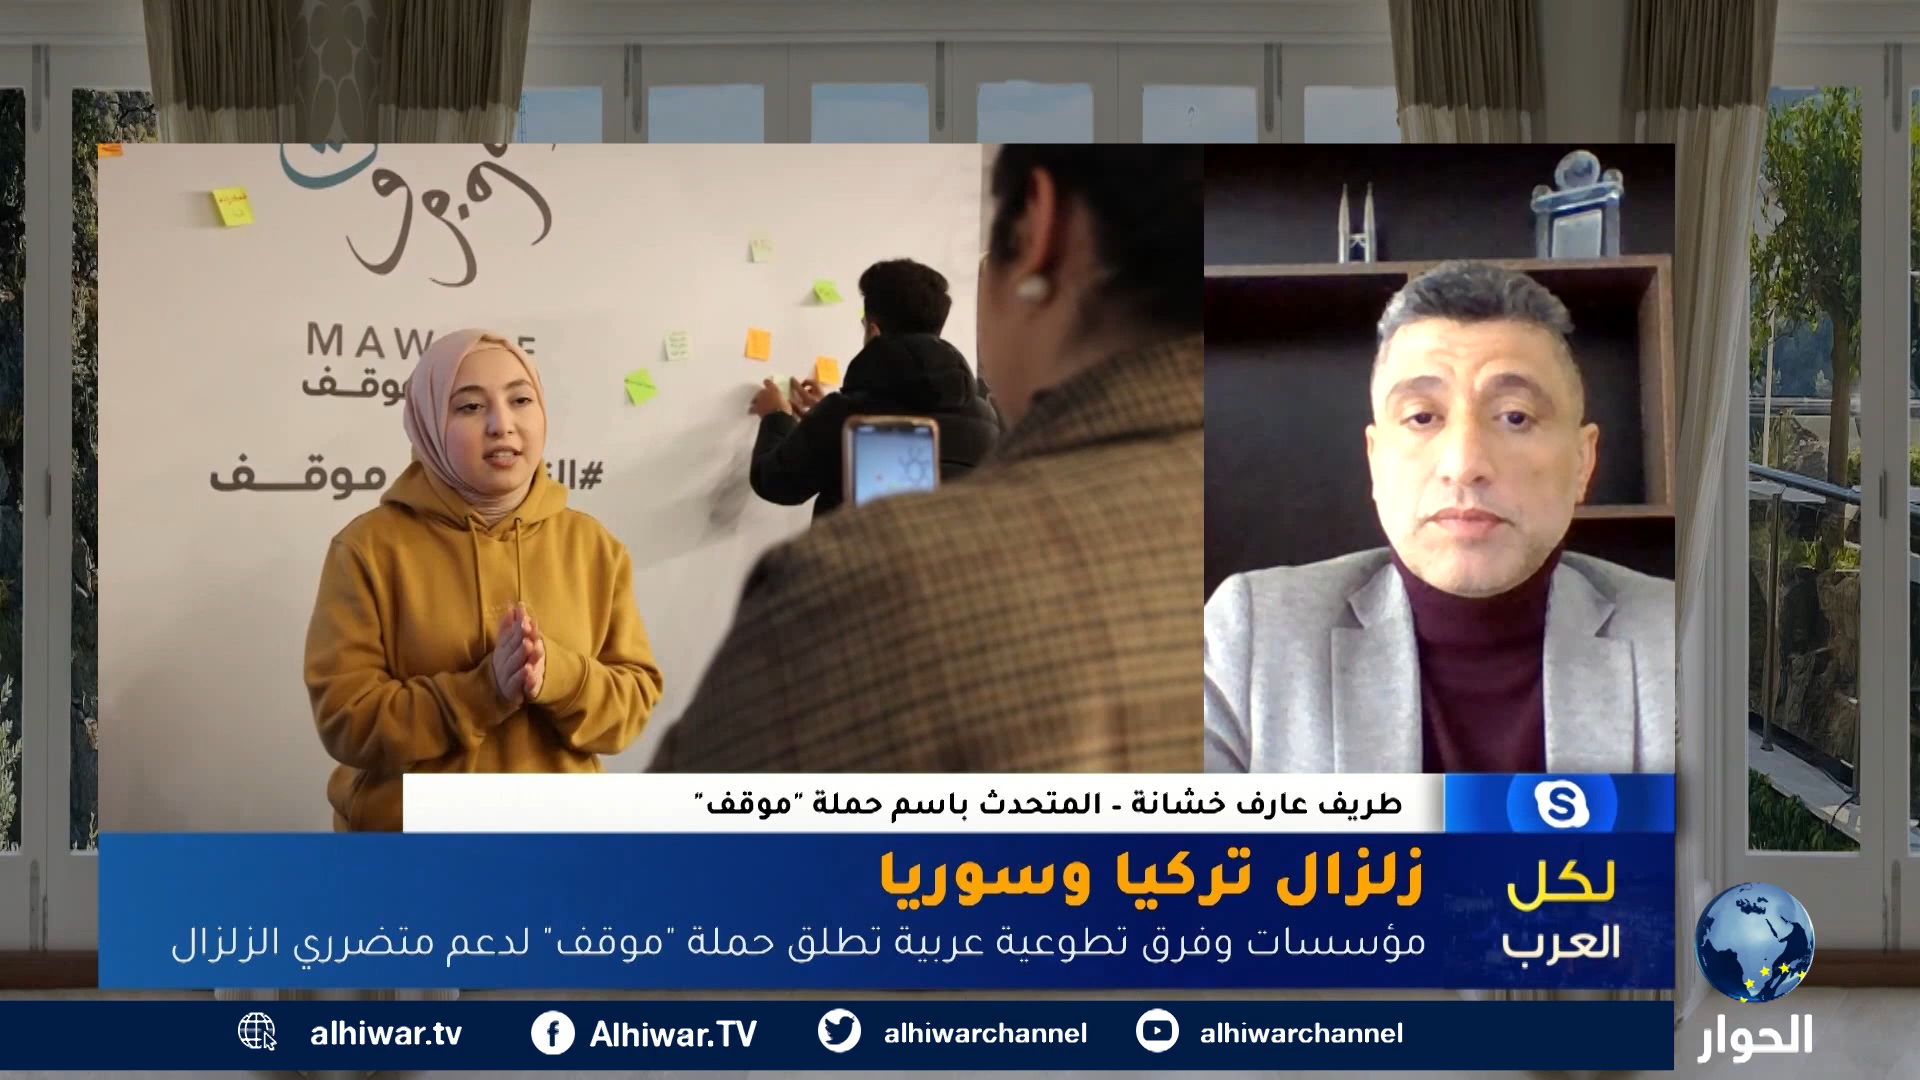 MAW
#الن موقف
طريف عارف خشانة - المتحدث باسم حملة "موقف"
زلزال تركيا وسوريا
مؤسسات وفرق تطوعية عربية تطلق حملة "موقف" لدعم متضرري الزلزال
لكل
العرب
alhiwar.tv
Alhiwar.TV
alhiwarchannel
alhiwarchannel
الحوار